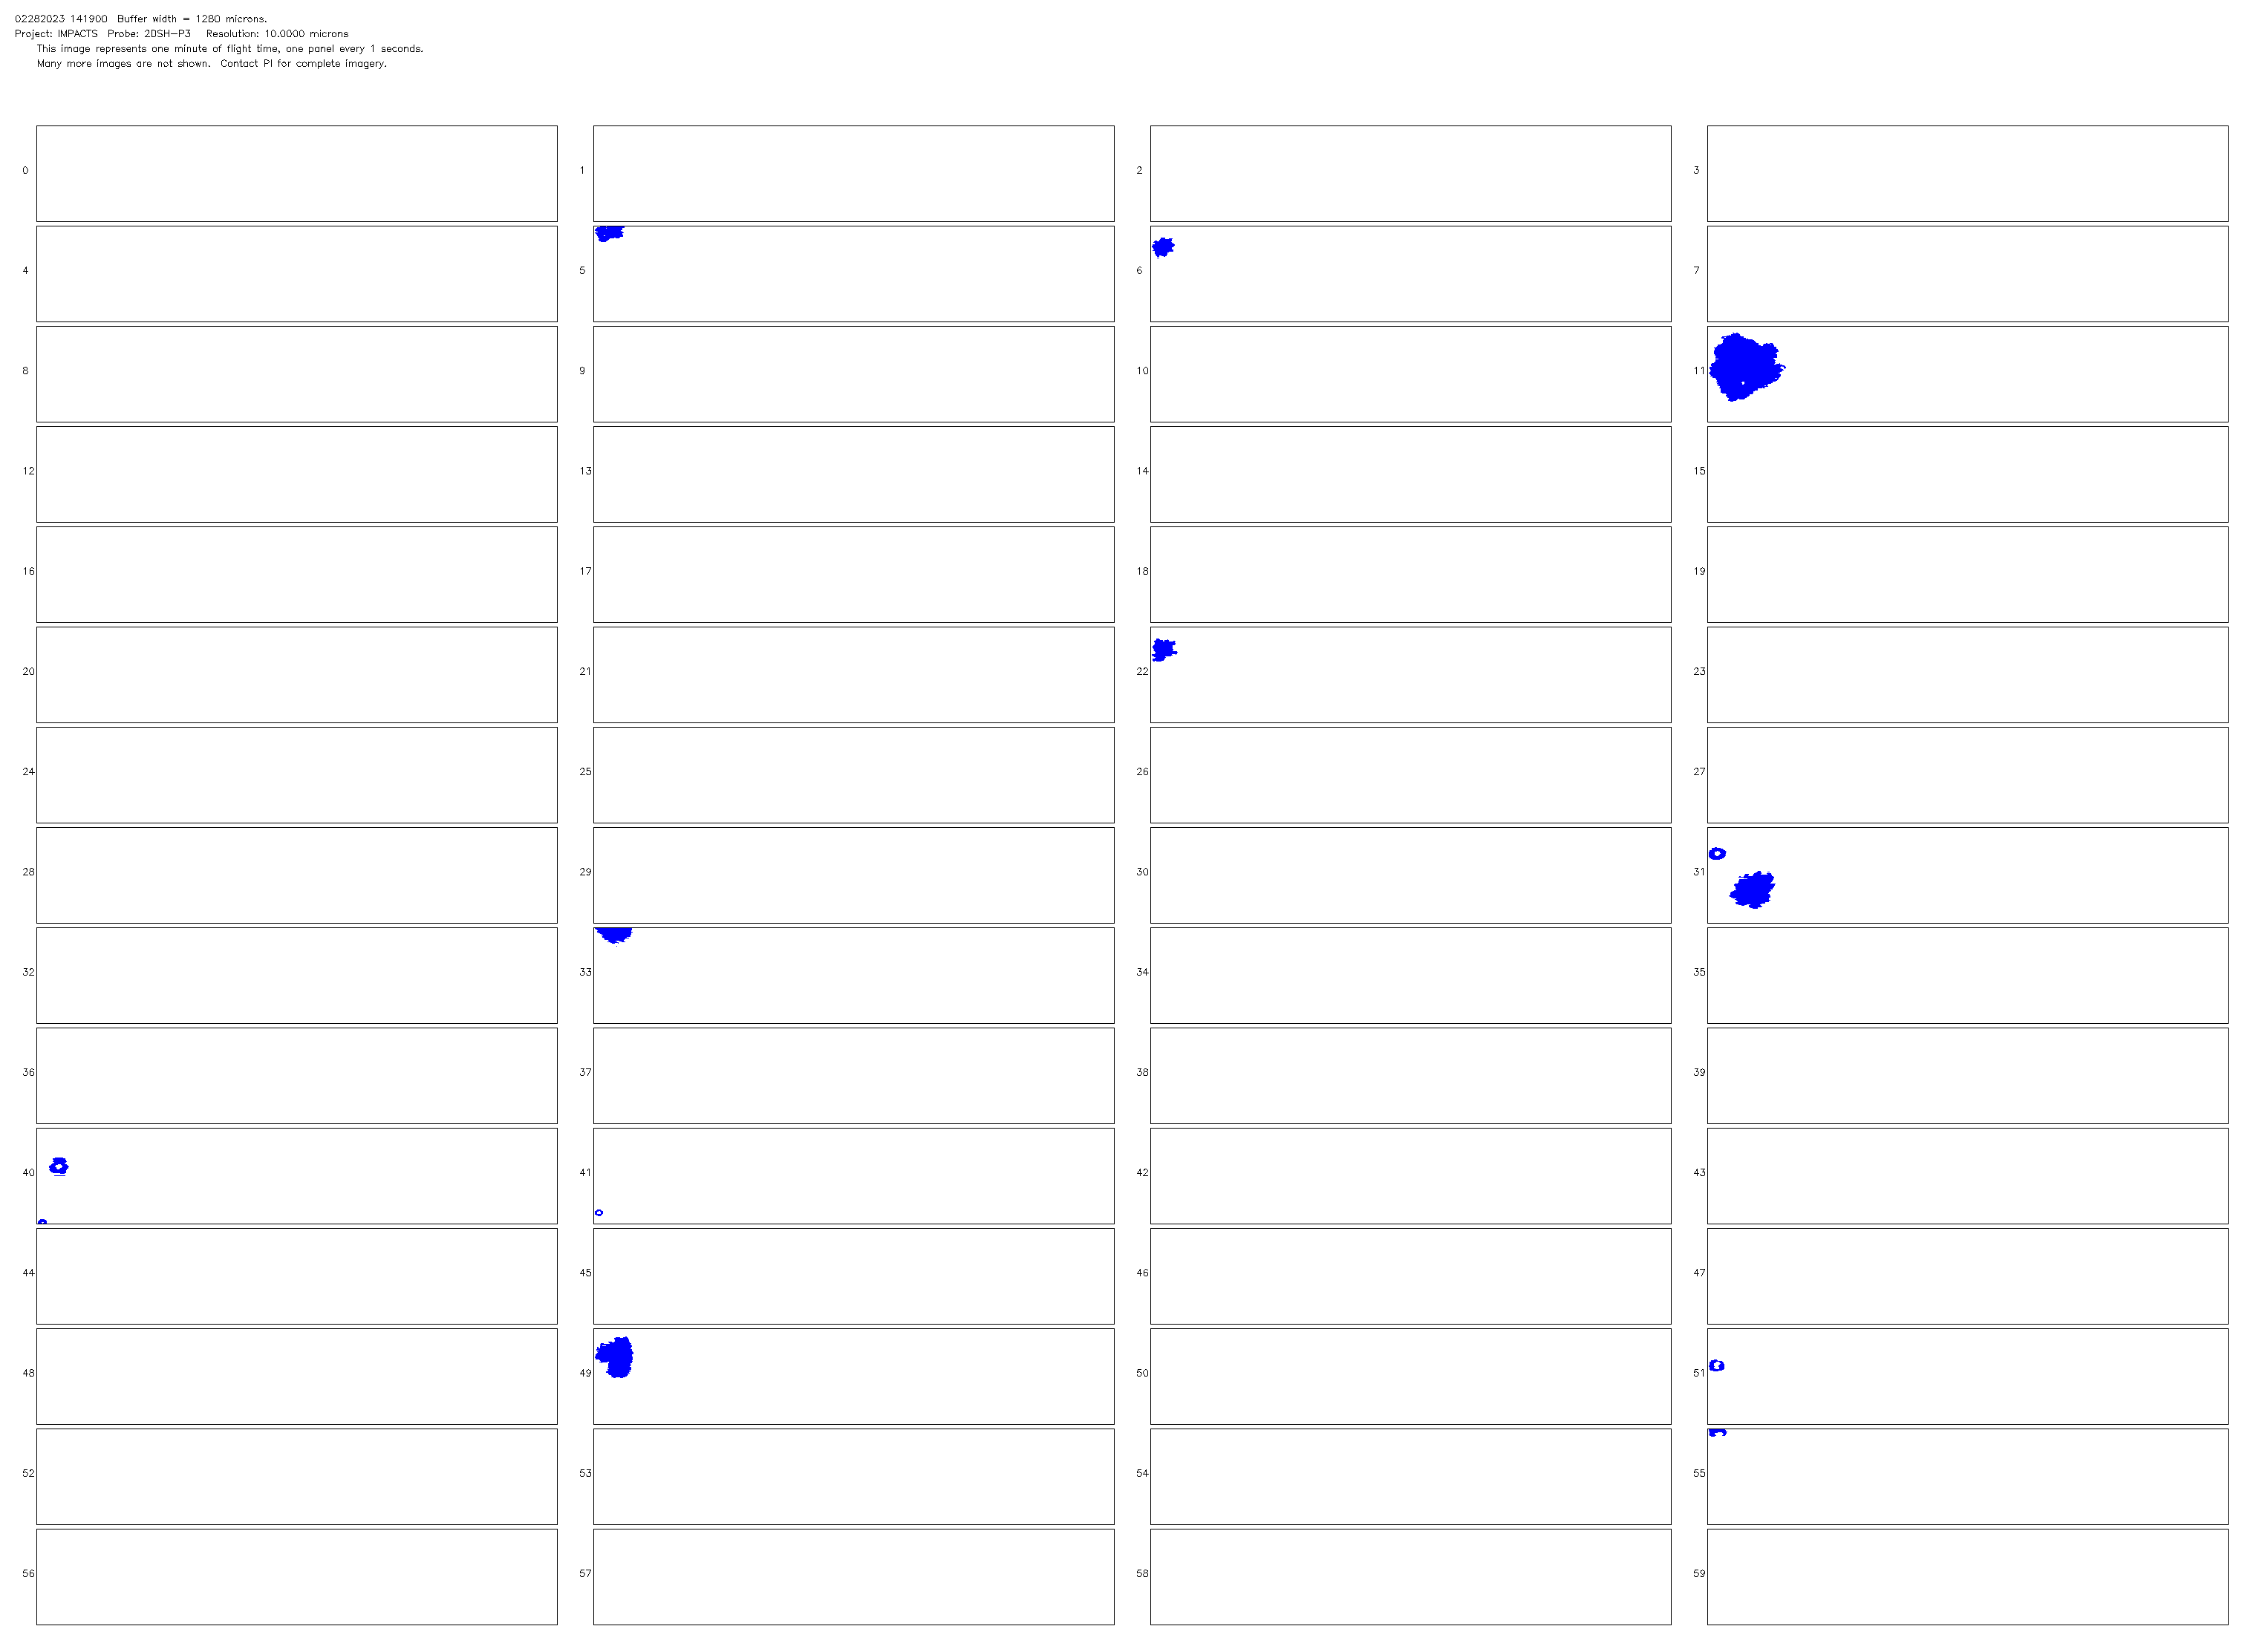 02282023 141900  Buffer width = 1280 microns.
Project: IMPACTS  Probe: 2DSH-P3  Resolution: 10.0000 microns
This image represents one minute of flight time, one panel every 1 seconds.
Many more images are not shown.  Contact PI for complete imagery.
0 1 2 3
4 5 6 7
8 9 10 11
12 13 14 15
16 17 18 19
20 21 22 23
24 25 26 27
28 29 30 31
32 33 34 35
36 37 38 39
40 41 42 43
44 45 46 47
48 49 50 51
52 53 54 55
56 57 58 59